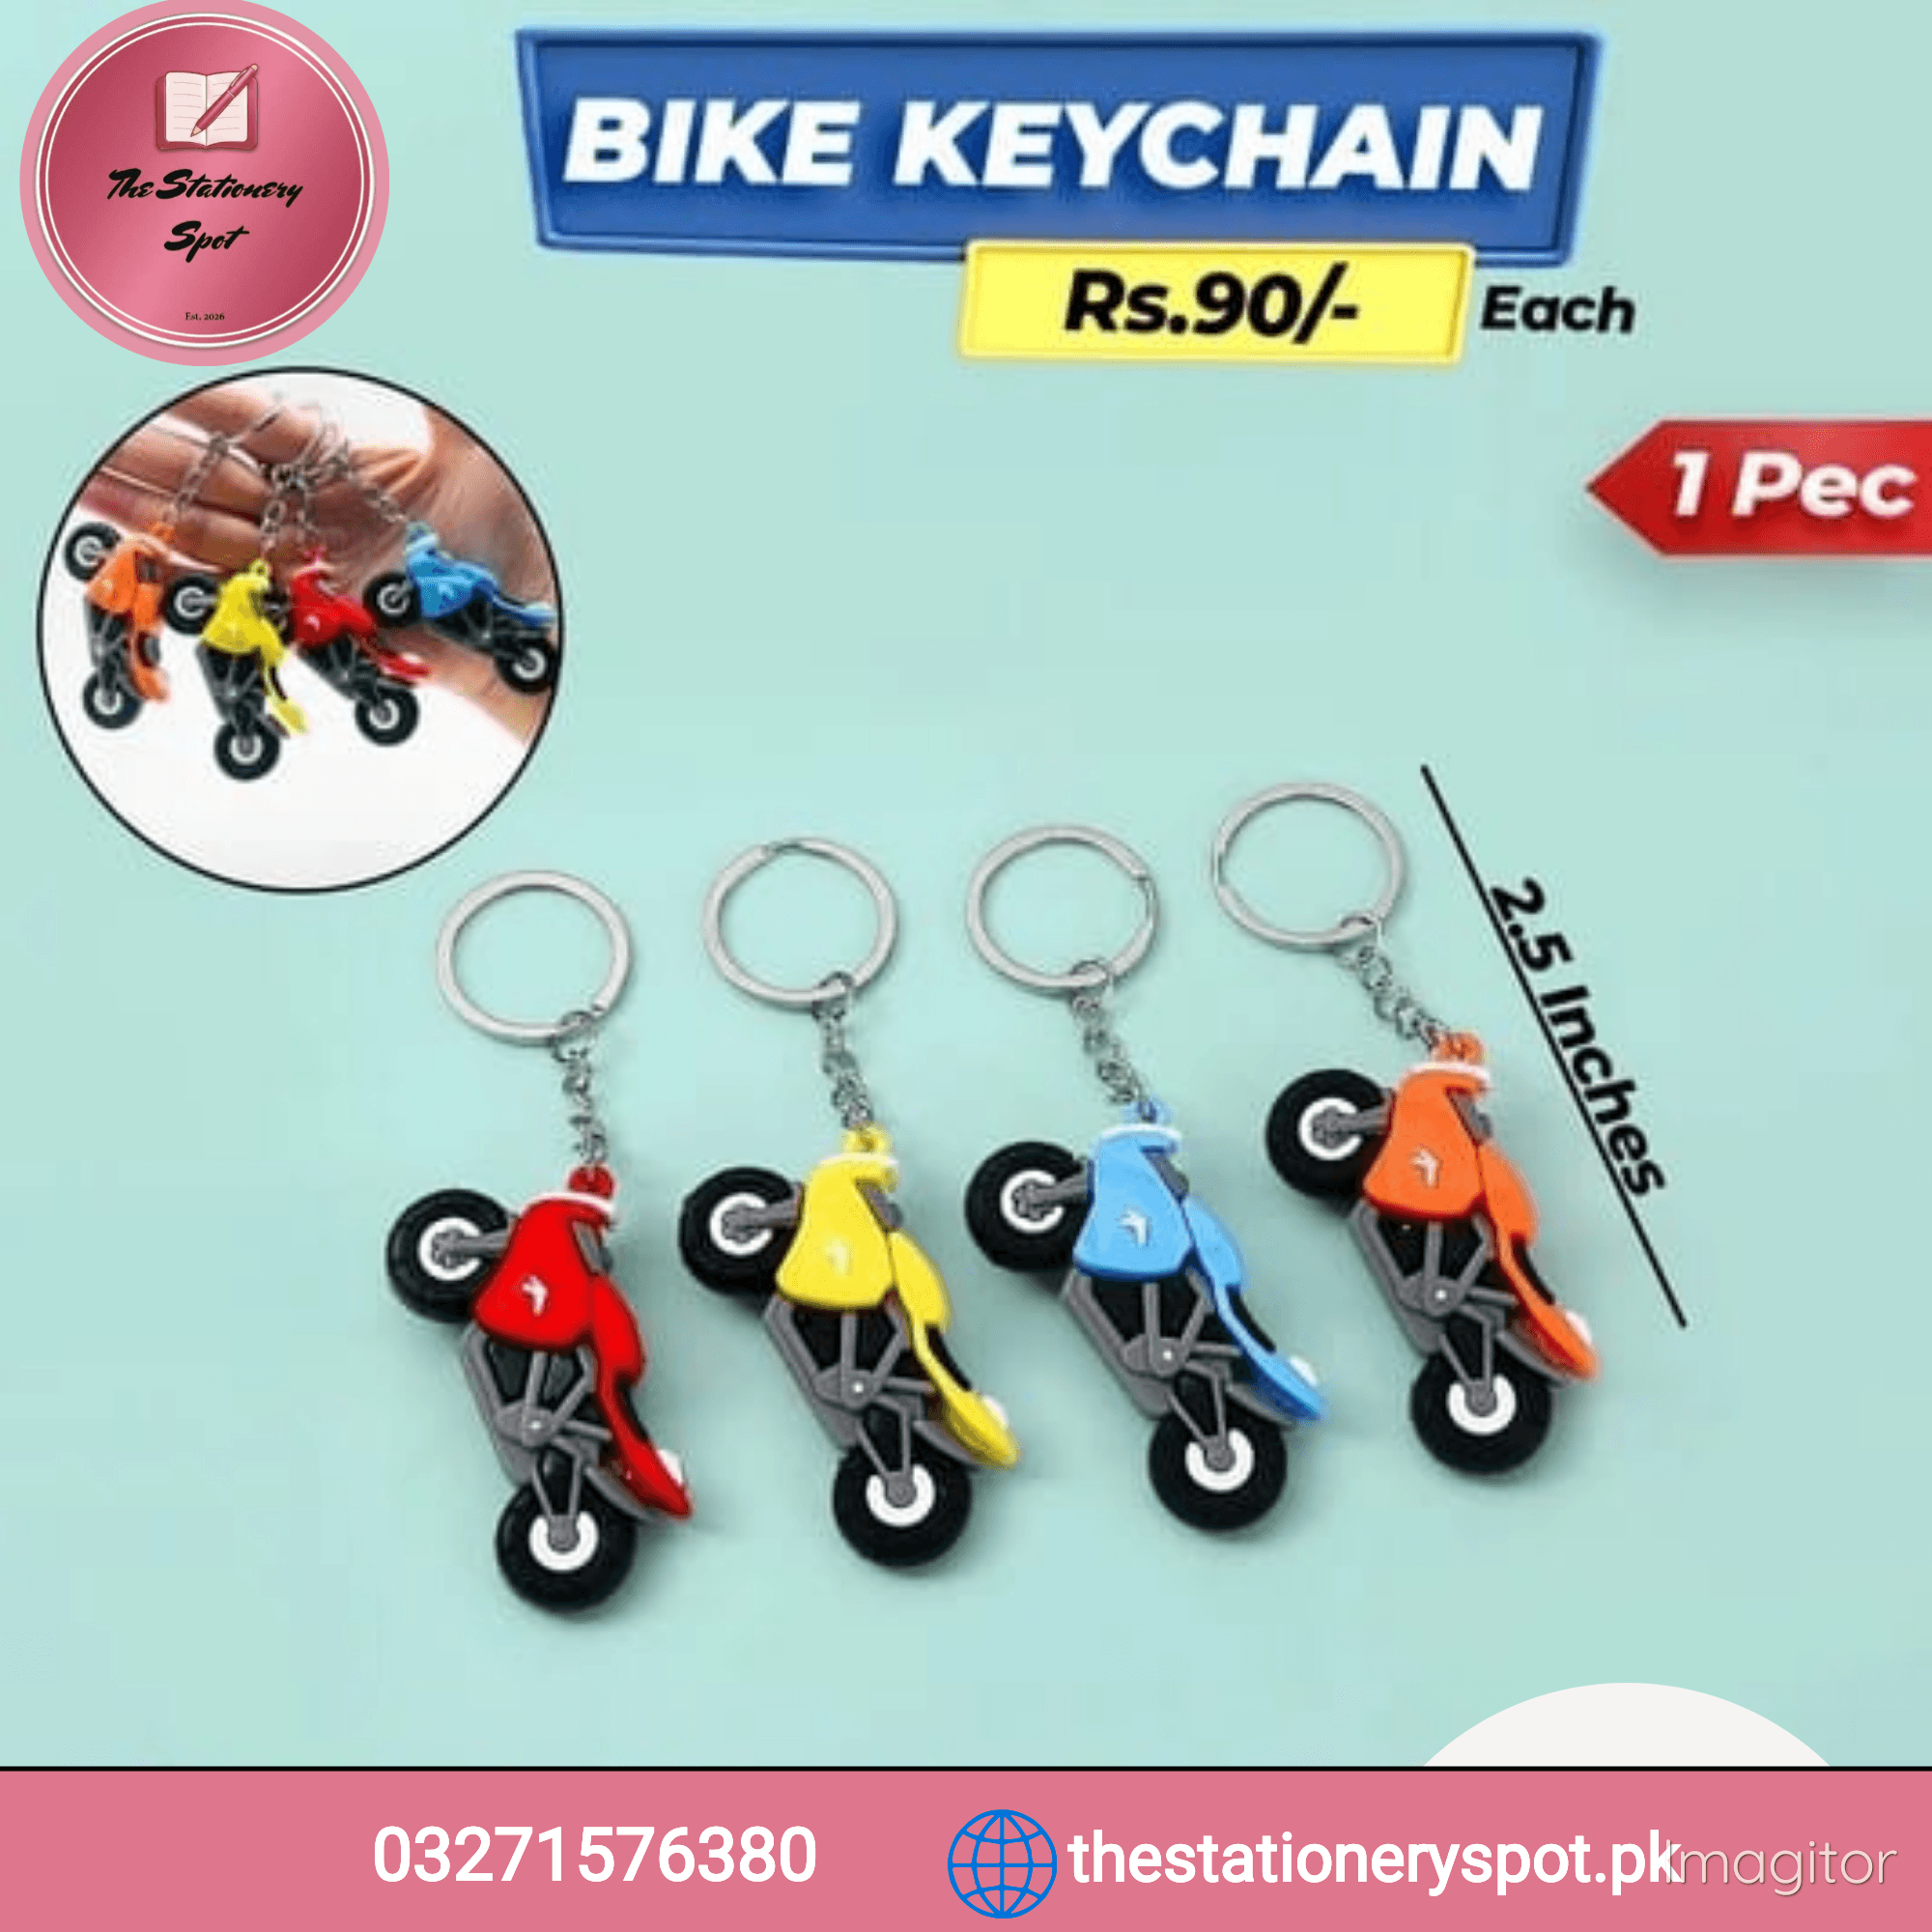 The Stationery
Spot
Est. 2026
BIKE KEYCHAIN
Rs.90/- Each
1 Pec
2.5 Inches
03271576380
thestationeryspot.pk
Imagitor